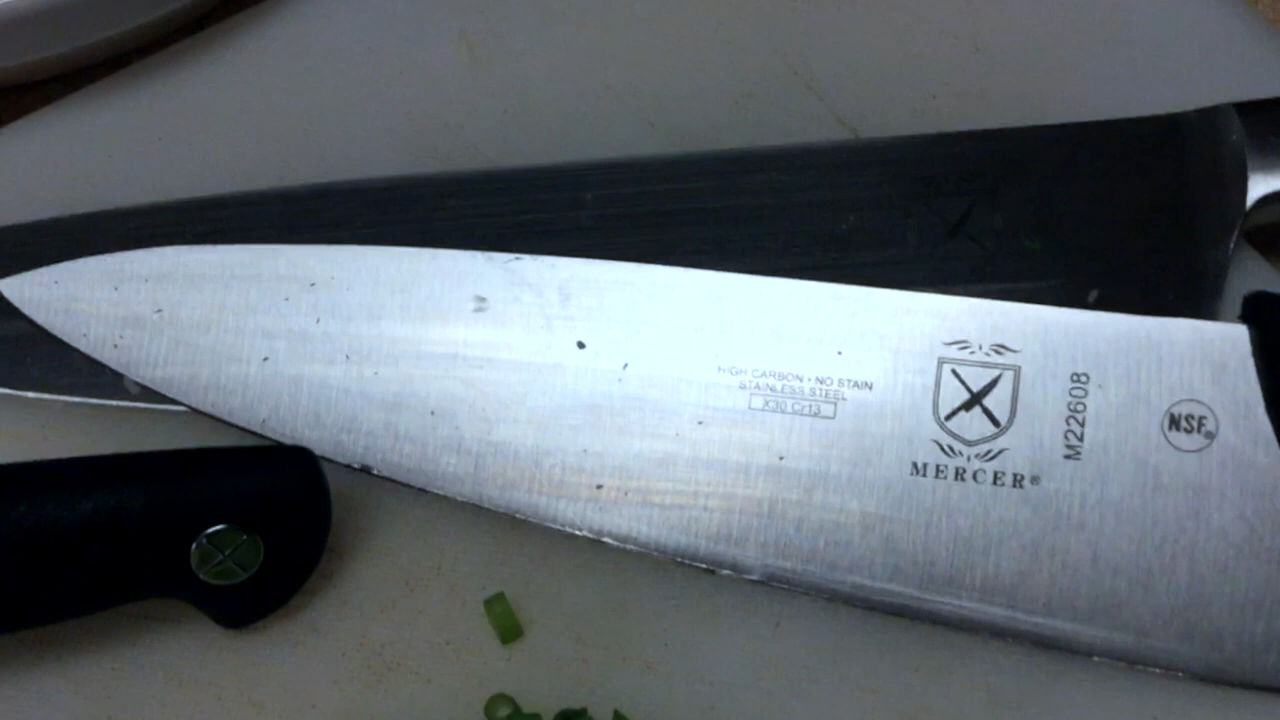 HIGH CARBON • NO STAIN
STAINLESS STEEL
X30 Cr13
MERCER®
M22608
NSF®